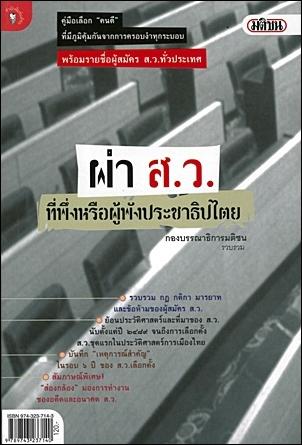 คู่มือเลือก "คนดี"
มติชน
ที่มีภูมิคุ้มกันจากการครอบงำทุกระบอบ
พร้อมรายชื่อผู้สมัคร ส.ว.ทั่วประเทศ
ผ่า ส.ว.
ที่พึ่งหรือผู้พังประชาธิปไตย
กองบรรณาธิการมติชน
รวบรวม
รวบรวม กฎ กติกา มารยาท
และข้อห้ามของผู้สมัคร ส.ว.
ย้อนประวัติศาสตร์และที่มาของ ส.ว.
นับตั้งแต่ปี ๒๔๘๙ จนถึงการเลือกตั้ง
ส.ว.ชุดแรกในประวัติศาสตร์การเมืองไทย
บันทึก "เหตุการณ์สำคัญ"
ในรอบ ๖ ปี ของ ส.ว.เลือกตั้ง
สัมภาษณ์พิเศษ!
"ส่องกล้อง" มองการทำงาน
ของอดีตและอนาคต ส.ว.
ISBN 974-323-714-3
9 789743 237140
120.-